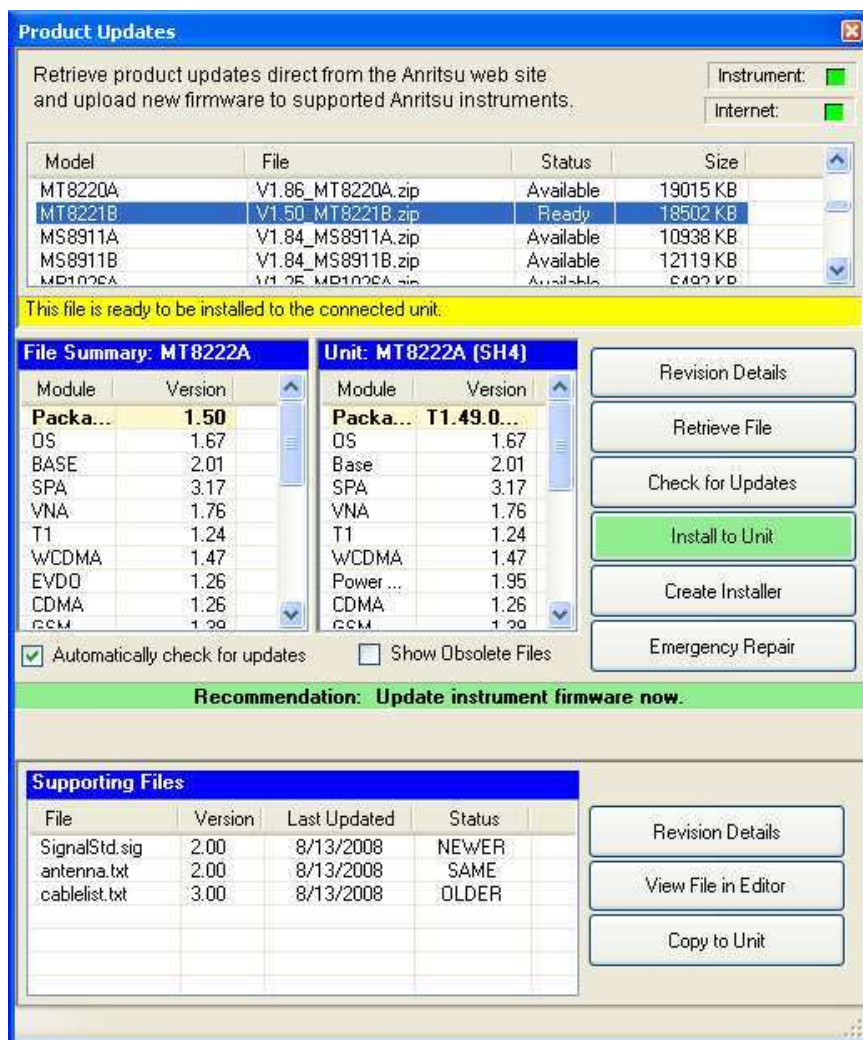 Product Updates
Retrieve product updates direct from the Anritsu web site
and upload new firmware to supported Anritsu instruments.
Instrument:
Internet:
Model File Status Size
MT8220A V1.86_MT8220A.zip Available 19015 KB
MT8221B V1.50_MT8221B.zip Ready 18502 KB
MS8911A V1.84_MS8911A.zip Available 10938 KB
MS8911B V1.84_MS8911B.zip Available 12119 KB
This file is ready to be installed to the connected unit.
File Summary: MT8222A
Module Version
Packa... 1.50
OS 1.67
BASE 2.01
SPA 3.17
VNA 1.76
T1 1.24
WCDMA 1.47
EVDO 1.26
CDMA 1.26
GSM 1.39
Unit: MT8222A (SH4)
Module Version
Packa... T1.49.0...
OS 1.67
Base 2.01
SPA 3.17
VNA 1.76
T1 1.24
WCDMA 1.47
Power ... 1.95
CDMA 1.26
GSM 1.39
Revision Details
Retrieve File
Check for Updates
Install to Unit
Create Installer
Emergency Repair
Automatically check for updates
Show Obsolete Files
Recommendation: Update instrument firmware now.
Supporting Files
File Version Last Updated Status
SignalStd.sig 2.00 8/13/2008 NEWER
antenna.txt 2.00 8/13/2008 SAME
cablelist.txt 3.00 8/13/2008 OLDER
Revision Details
View File in Editor
Copy to Unit